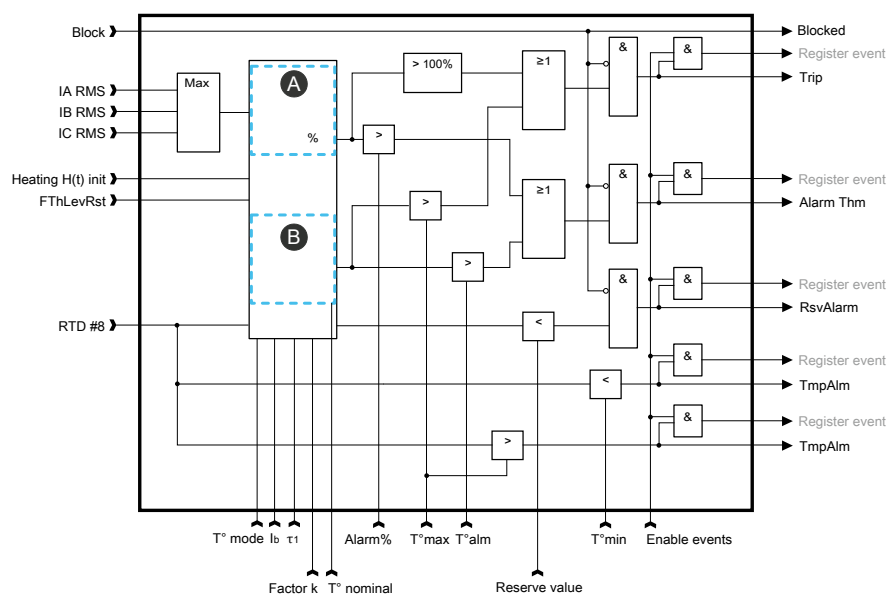 Block
Blocked
&
&
Register event
Max
> 100%
≥1
Trip
IA RMS
A
IB RMS
IC RMS
%
>
Heating H(t) init
&
&
Register event
FThLevRst
>
≥1
Alarm Thm
B
>
&
&
Register event
RsvAlarm
RTD #8
<
&
Register event
<
TmpAlm
&
Register event
>
TmpAlm
T° mode
Ib
τ1
Alarm%
T°max
T°alm
T°min
Enable events
Factor k
T° nominal
Reserve value